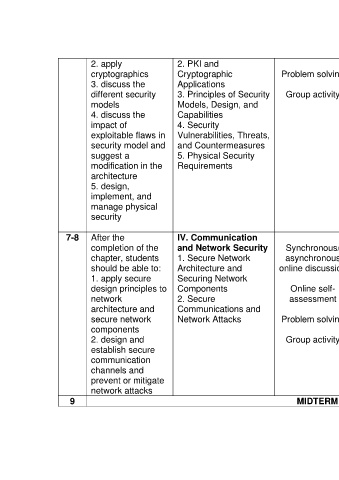 2. apply
cryptographics
3. discuss the
different security
models
4. discuss the
impact of
exploitable flaws in
security model and
suggest a
modification in the
architecture
5. design,
implement, and
manage physical
security
2. PKI and
Cryptographic
Applications
3. Principles of Security
Models, Design, and
Capabilities
4. Security
Vulnerabilities, Threats,
and Countermeasures
5. Physical Security
Requirements
Problem solvin
Group activity
7-8
After the
completion of the
chapter, students
should be able to:
1. apply secure
design principles to
network
architecture and
secure network
components
2. design and
establish secure
communication
channels and
prevent or mitigate
network attacks
IV. Communication
and Network Security
1. Secure Network
Architecture and
Securing Network
Components
2. Secure
Communications and
Network Attacks
Synchronous
asynchronous
online discussio
Online self-
assessment
Problem solvin
Group activity
9
MIDTERM